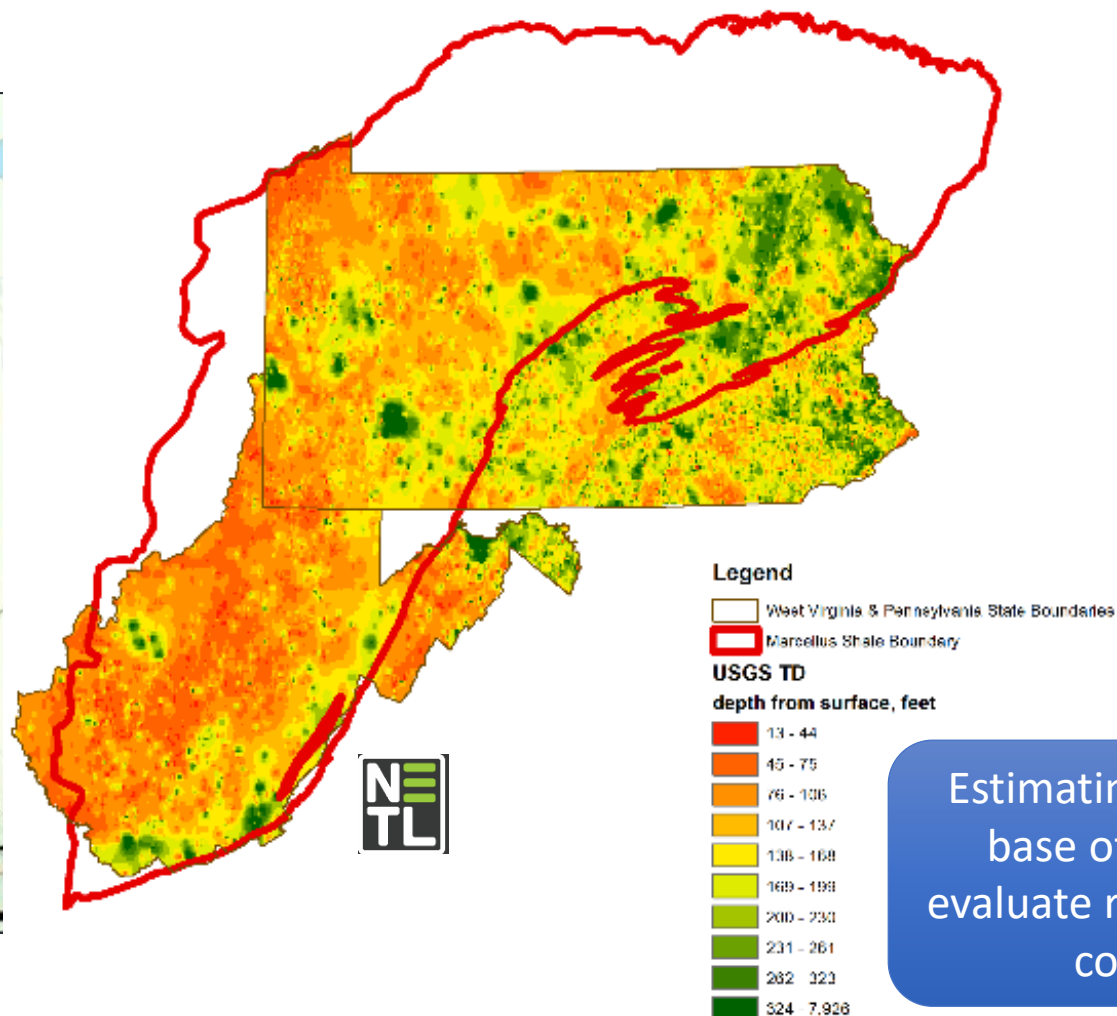 NE
TL
Legend
West Virginia & Pennsylvania State Boundaries
Marcellus Shale Boundary
USGS TD
depth from surface, feet
13 - 44
45 - 75
76 - 106
107 - 137
138 - 168
169 - 199
200 - 230
231 - 261
262 - 323
324 - 7,926
Estimatin
base of
evaluate
co